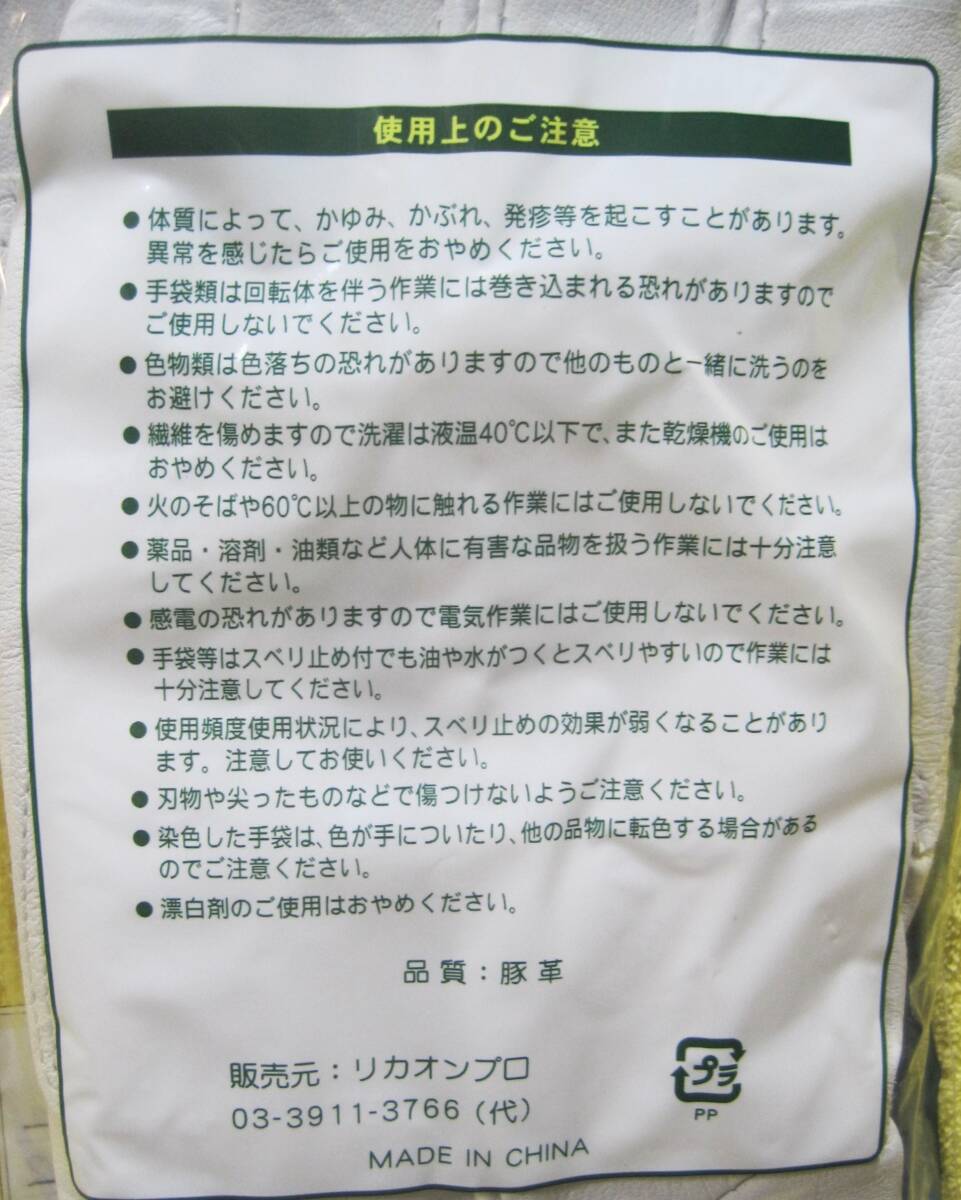 使用上のご注意
●体質によって、かゆみ、かぶれ、発疹等を起こすことがあります。
異常を感じたらご使用をおやめください。
●手袋類は回転体を伴う作業には巻き込まれる恐れがありますので
ご使用しないでください。
●色物類は色落ちの恐れがありますので他のものと一緒に洗うのを
お避けください。
●繊維を傷めますので洗濯は液温40℃以下で、また乾燥機のご使用は
おやめください。
●火のそばや60℃以上の物に触れる作業にはご使用しないでください。
●薬品・溶剤・油類など人体に有害な品物を扱う作業には十分注意
してください。
●感電の恐れがありますので電気作業にはご使用しないでください。
●手袋等はスベリ止め付でも油や水がつくとスベリやすいので作業には
十分注意してください。
●使用頻度使用状況により、スベリ止めの効果が弱くなることがあり
ます。注意してお使いください。
●刃物や尖ったものなどで傷つけないようご注意ください。
●染色した手袋は、色が手についたり、他の品物に転色する場合がある
のでご注意ください。
●漂白剤のご使用はおやめください。
品質：豚革
販売元：リカオンプロ
03-3911-3766（代）
プラ
PP
MADE IN CHINA